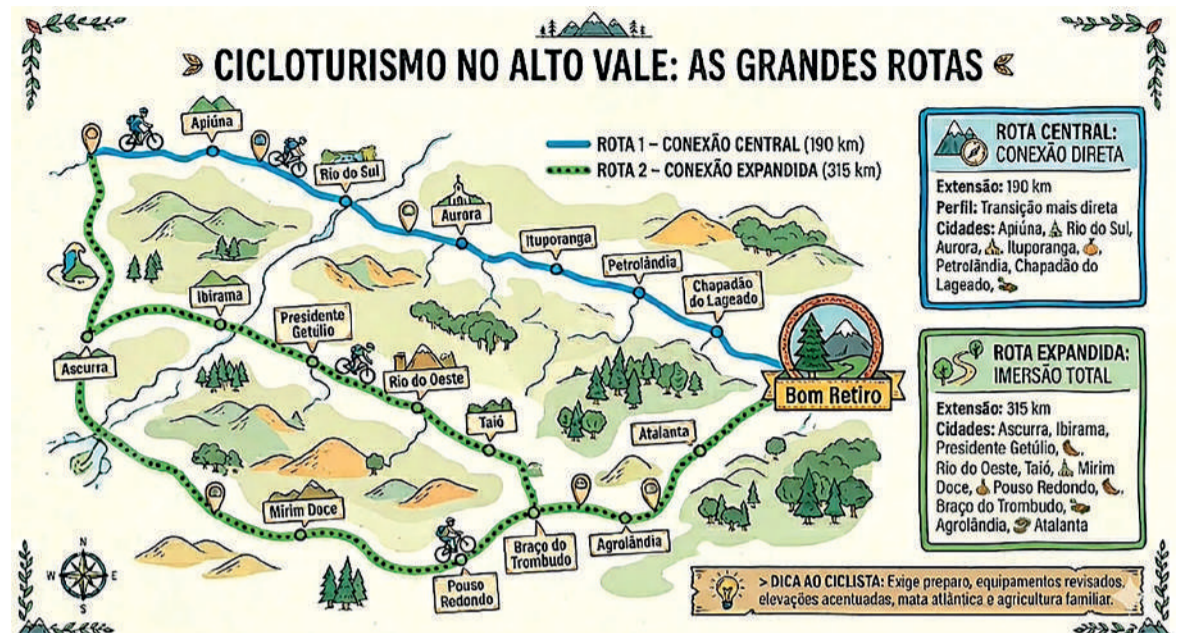 CICLOTURISMO NO ALTO VALE: AS GRANDES ROTAS
ROTA 1 – CONEXÃO CENTRAL (190 km)
ROTA 2 – CONEXÃO EXPANDIDA (315 km)
Apiúna
Rio do Sul
Aurora
Ituporanga
Petrolândia
Chapadão
do Lageado
Bom Retiro
Ibirama
Presidente
Getúlio
Ascurra
Rio do Oeste
Taió
Atalanta
Mirim Doce
Braço do
Trombudo
Agrolândia
Pouso
Redondo
N
W
E
S
ROTA CENTRAL:
CONEXÃO DIRETA
Extensão: 190 km
Perfil: Transição mais direta
Cidades: Apiúna, Rio do Sul,
Aurora, Ituporanga,
Petrolândia, Chapadão do
Lageado,
ROTA EXPANDIDA:
IMERSÃO TOTAL
Extensão: 315 km
Cidades: Ascurra, Ibirama,
Presidente Getúlio,
Rio do Oeste, Taió, Mirim
Doce, Pouso Redondo,
Braço do Trombudo,
Agrolândia, Atalanta
> DICA AO CICLISTA: Exige preparo, equipamentos revisados,
elevações acentuadas, mata atlântica e agricultura familiar.